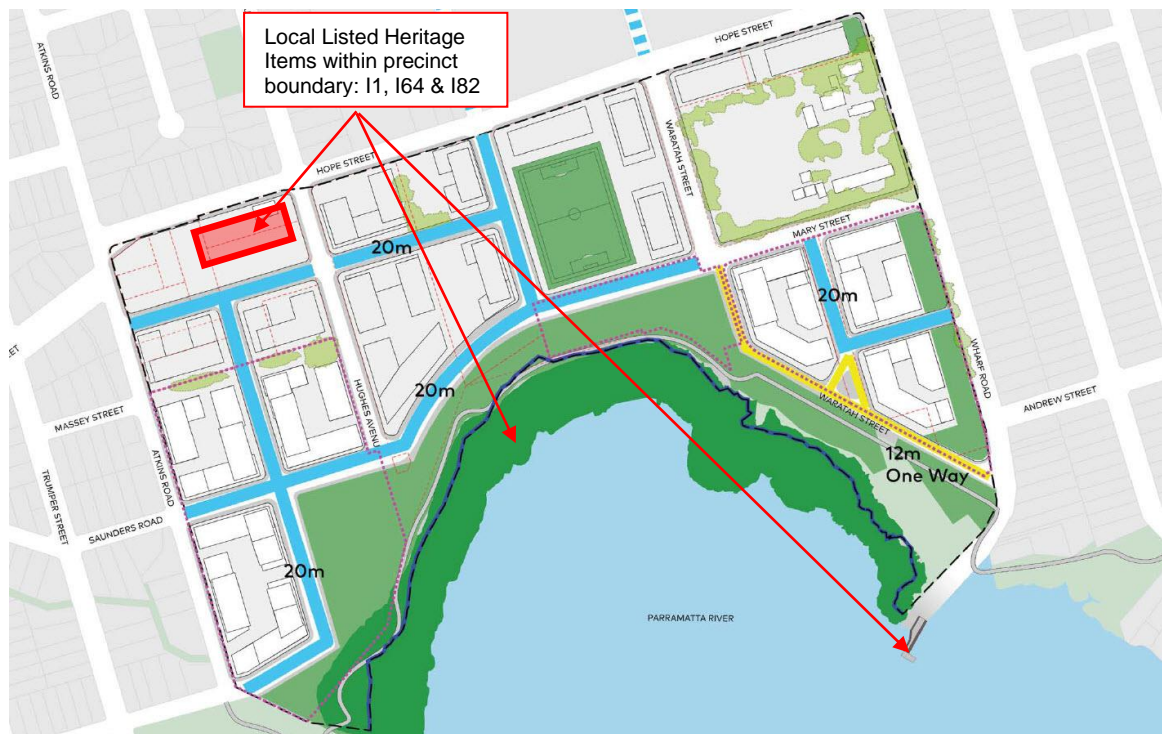 ATKINS ROAD
Local Listed Heritage
Items within precinct
boundary: I1, I64 & I82
HOPE STREET
HOPE STREET
WARATAH STREET
20m
MARY STREET
20m
WHARF ROAD
HUGHES AVENUE
MASSEY STREET
20m
WARATAH STREET
ANDREW STREET
TRUMPER STREET
ATKINS ROAD
12m
One Way
SAUNDERS ROAD
20m
PARRAMATTA RIVER